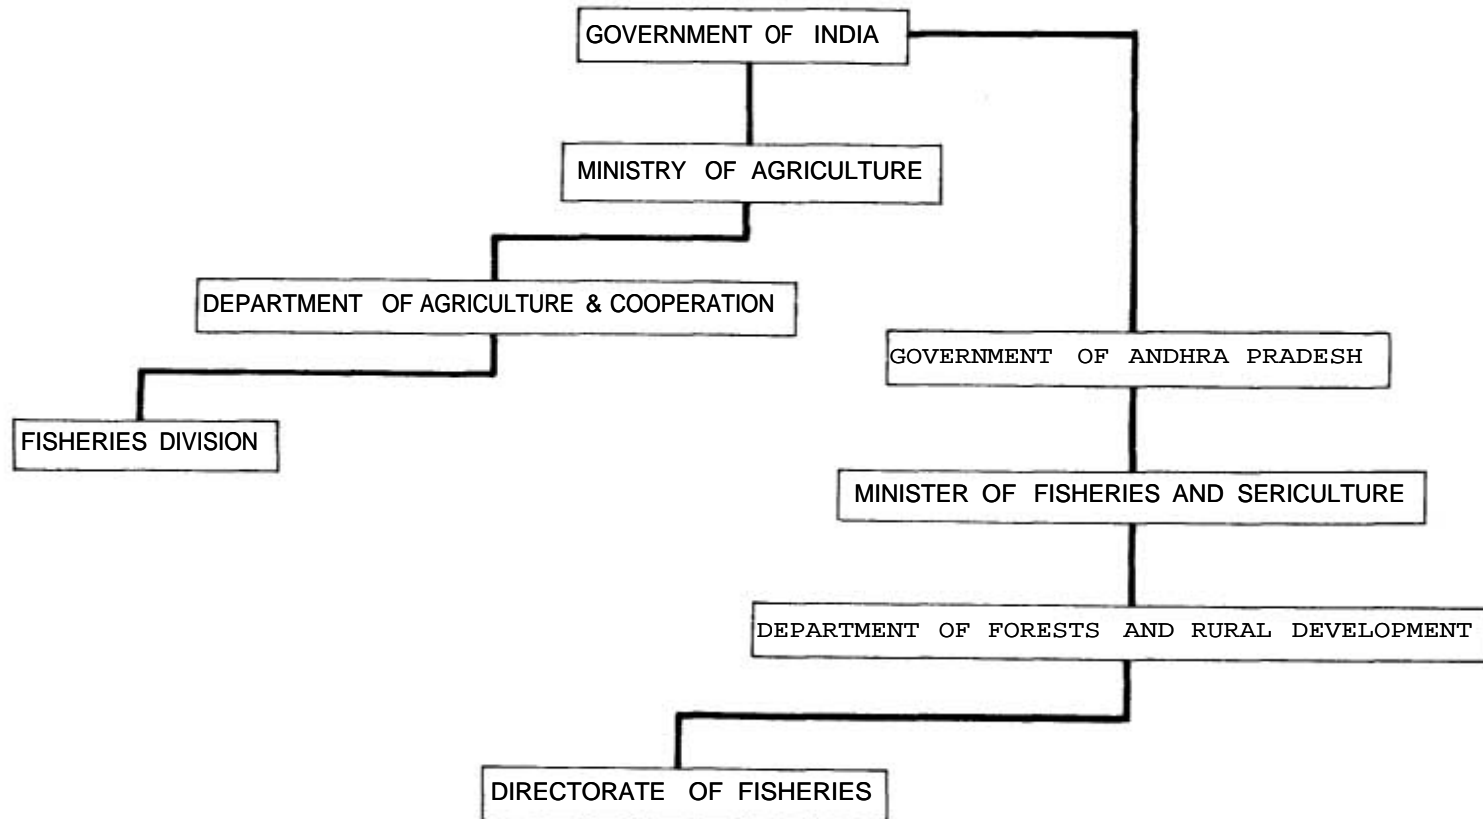 GOVERNMENT OF INDIA
MINISTRY OF AGRICULTURE
DEPARTMENT OF AGRICULTURE & COOPERATION
GOVERNMENT OF ANDHRA PRADESH
FISHERIES DIVISION
MINISTER OF FISHERIES AND SERICULTURE
DEPARTMENT OF FORESTS AND RURAL DEVELOPMENT
DIRECTORATE OF FISHERIES